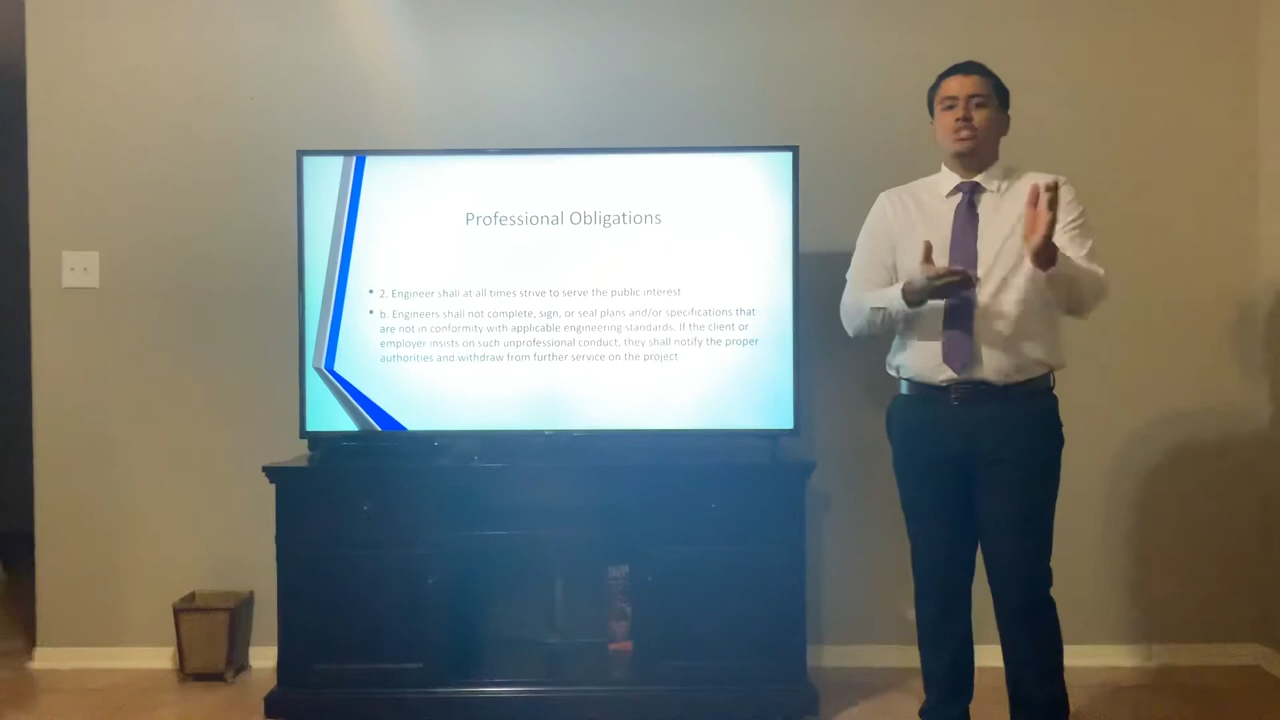 Professional Obligations
• 2. Engineer shall at all times strive to serve the public interest
• b. Engineers shall not complete, sign, or seal plans and/or specifications that
are not in conformity with applicable engineering standards. If the client or
employer insists on such unprofessional conduct, they shall notify the proper
authorities and withdraw from further service on the project